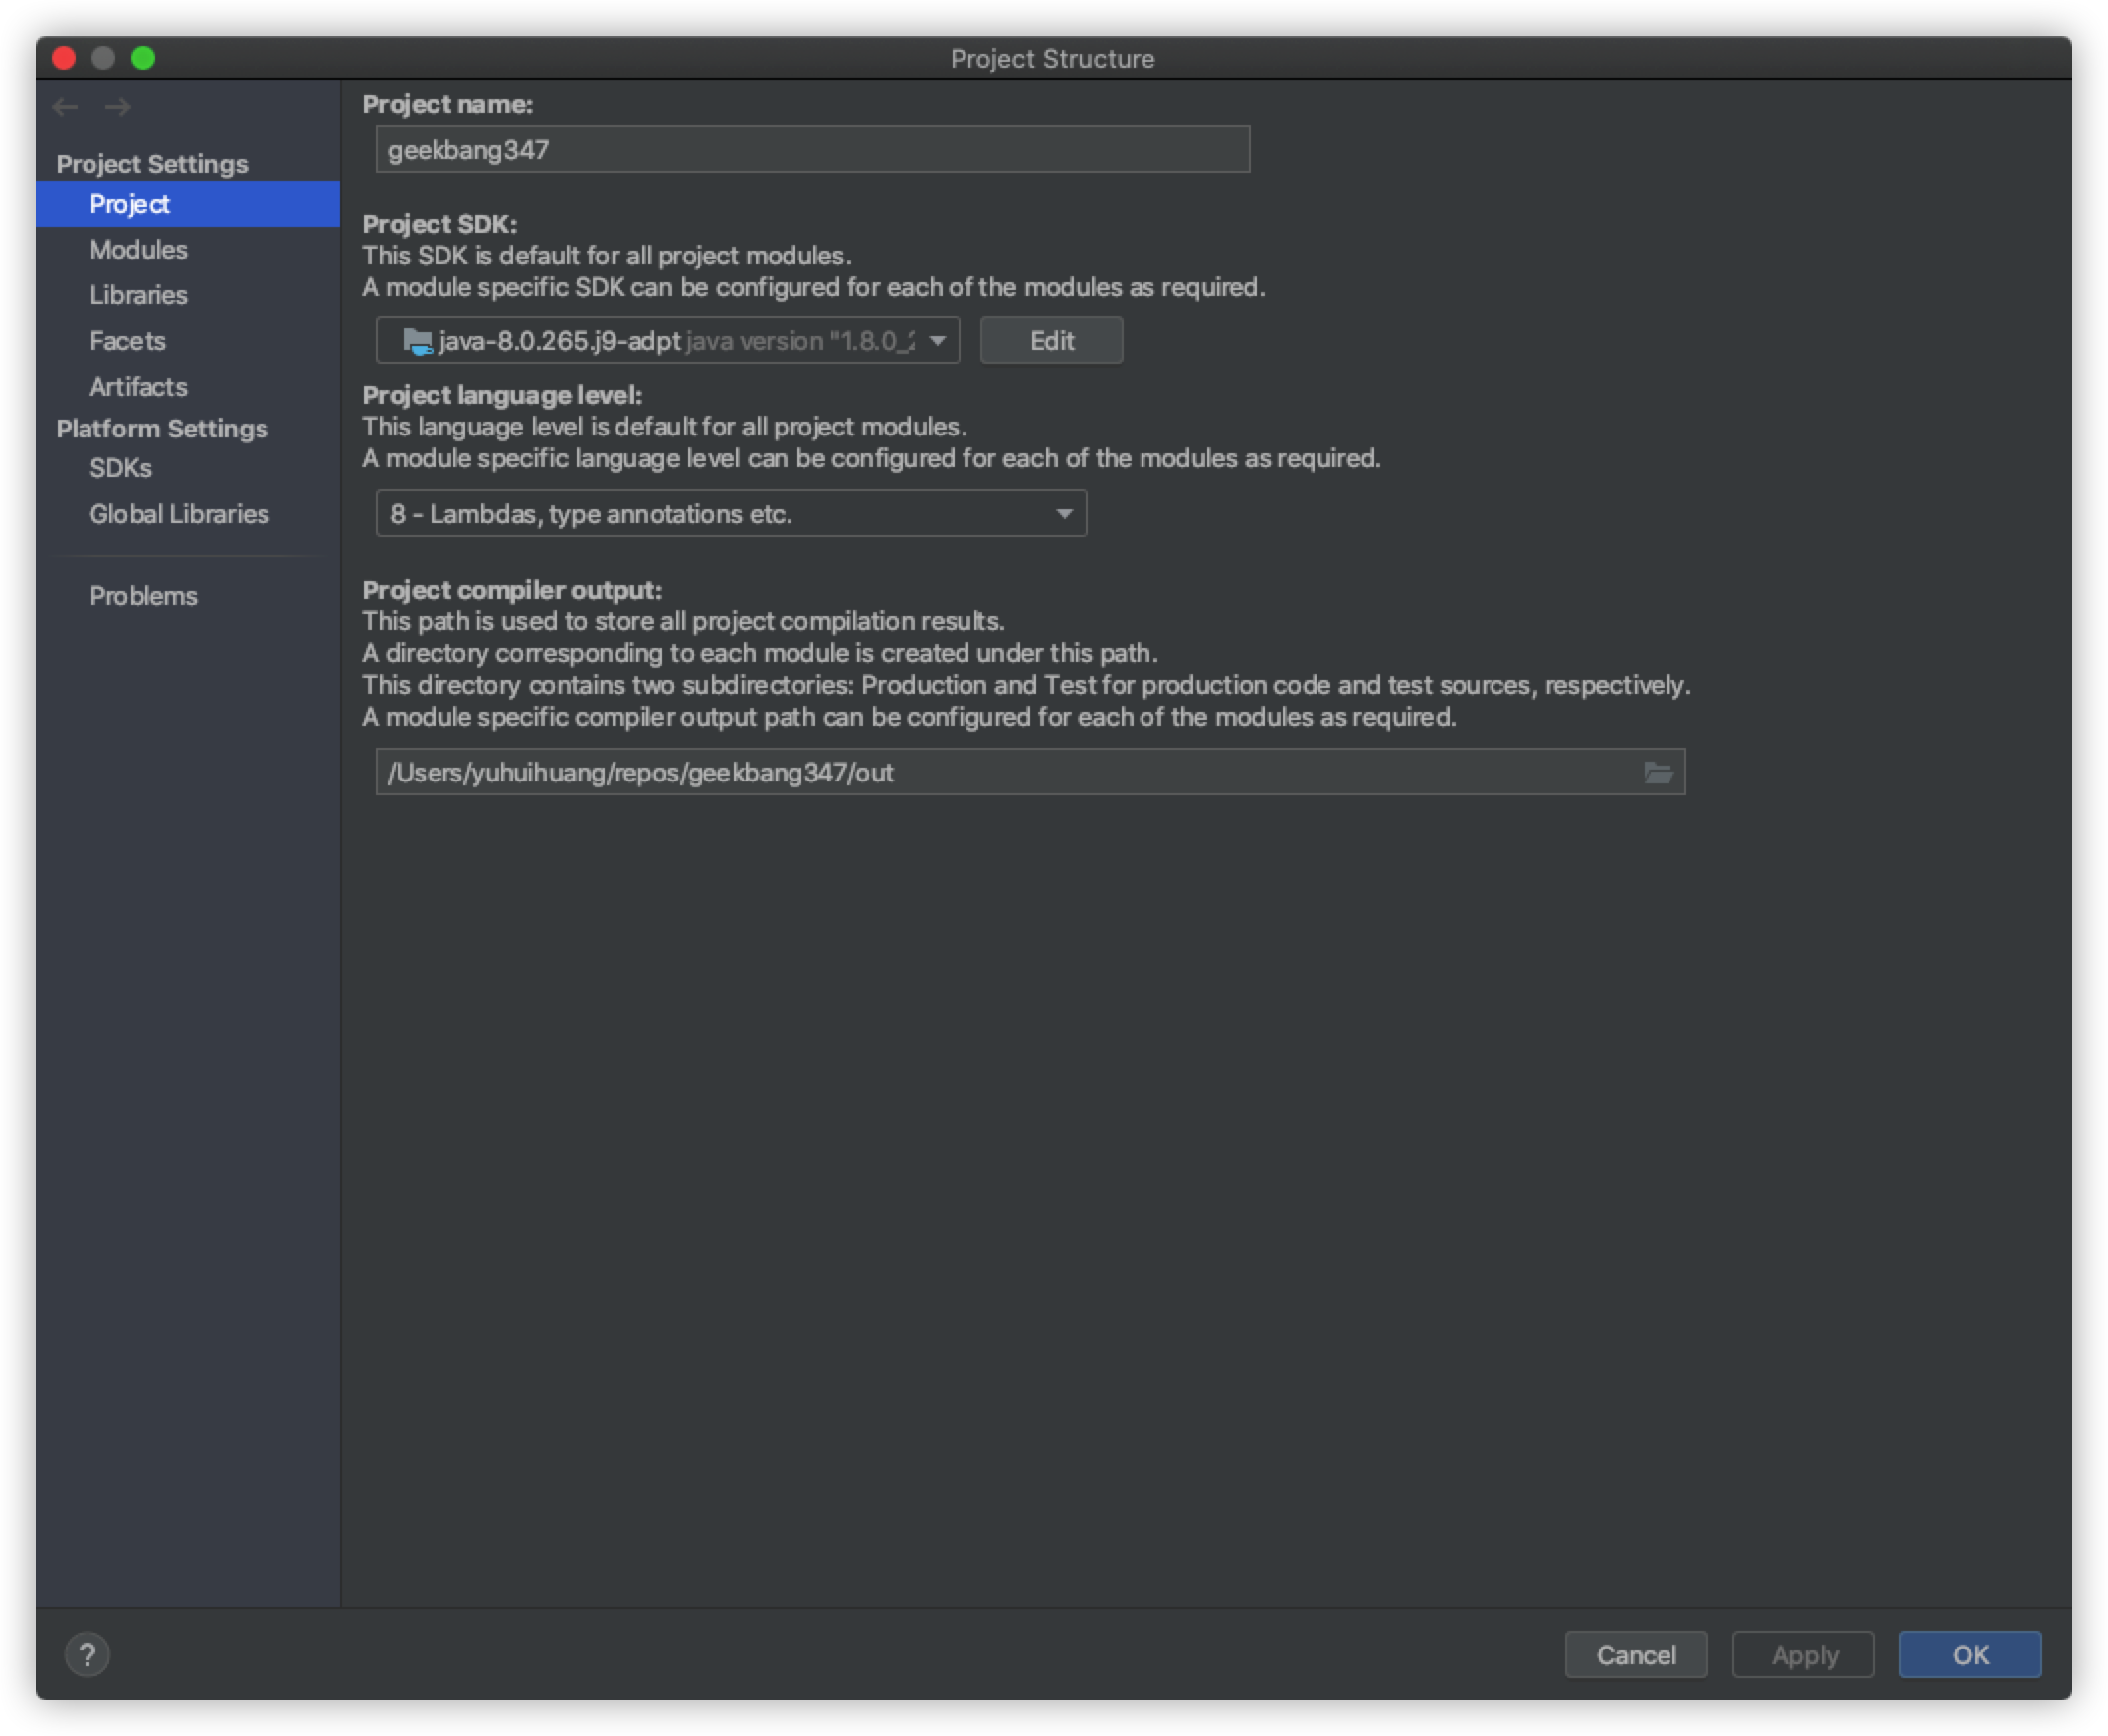 Project Structure
Project Settings
Project
Modules
Libraries
Facets
Artifacts
Platform Settings
SDKs
Global Libraries
Problems
Project name:
geekbang347
Project SDK:
This SDK is default for all project modules.
A module specific SDK can be configured for each of the modules as required.
java-8.0.265.j9-adpt java version "1.8.0_2
Edit
Project language level:
This language level is default for all project modules.
A module specific language level can be configured for each of the modules as required.
8 - Lambdas, type annotations etc.
Project compiler output:
This path is used to store all project compilation results.
A directory corresponding to each module is created under this path.
This directory contains two subdirectories: Production and Test for production code and test sources, respectively.
A module specific compiler output path can be configured for each of the modules as required.
/Users/yuhuihuang/repos/geekbang347/out
?
Cancel
Apply
OK